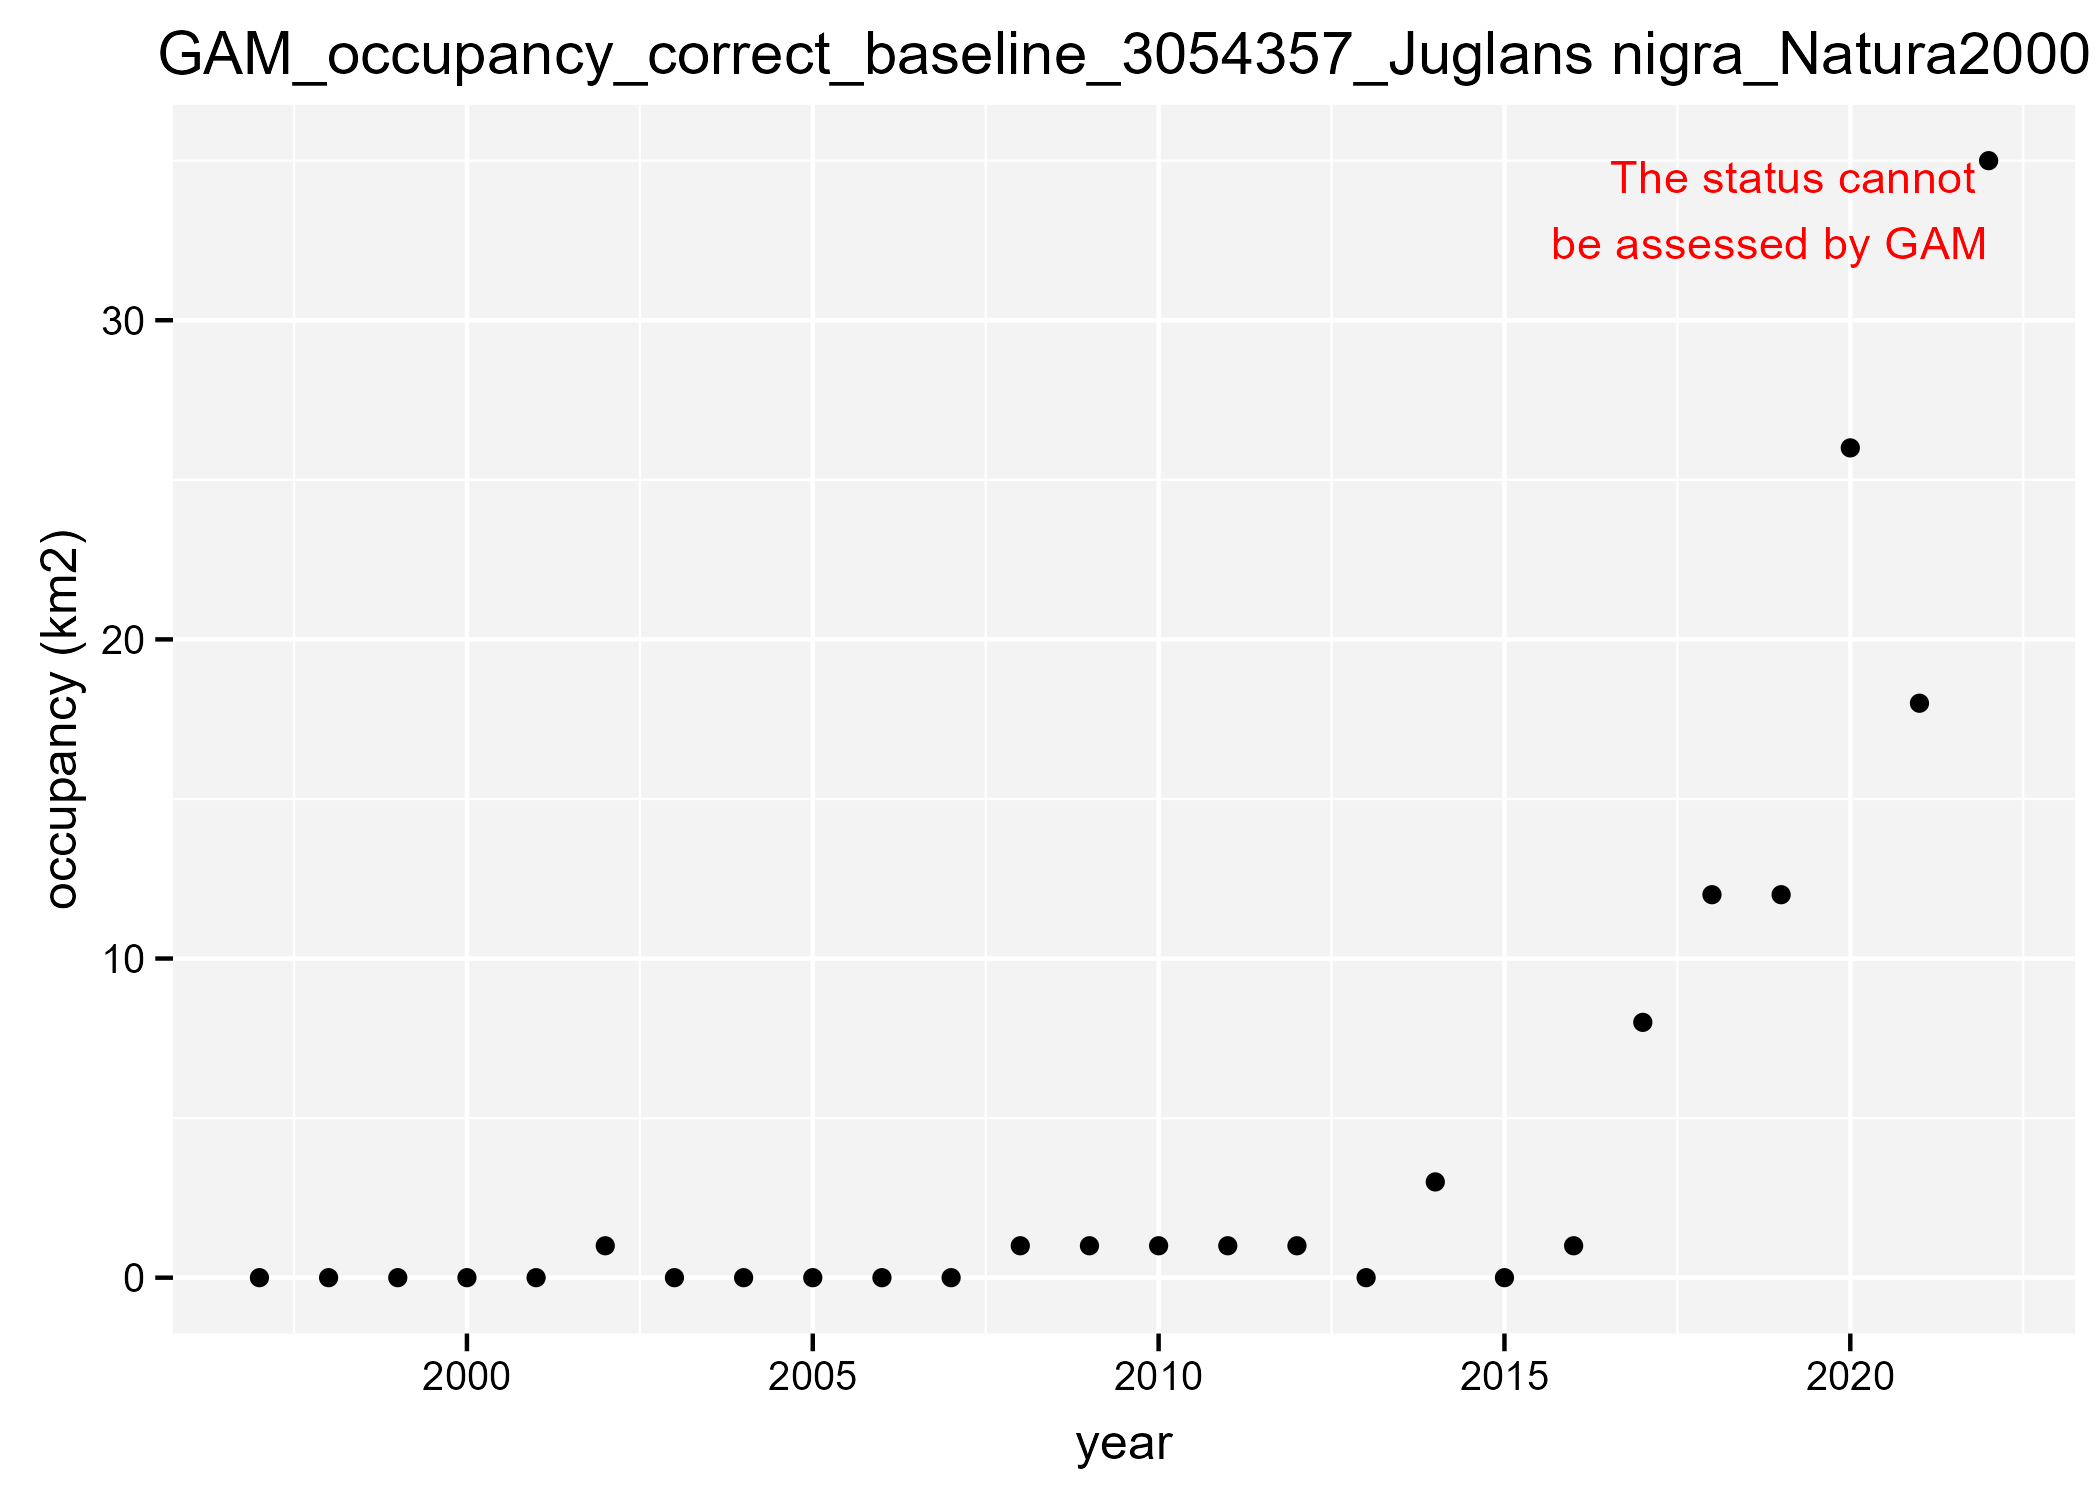 GAM_occupancy_correct_baseline_3054357_Juglans nigra_Natura2000
The status cannot
be assessed by GAM
occupancy (km2)
30
20
10
0
2000 2005 2010 2015 2020
year